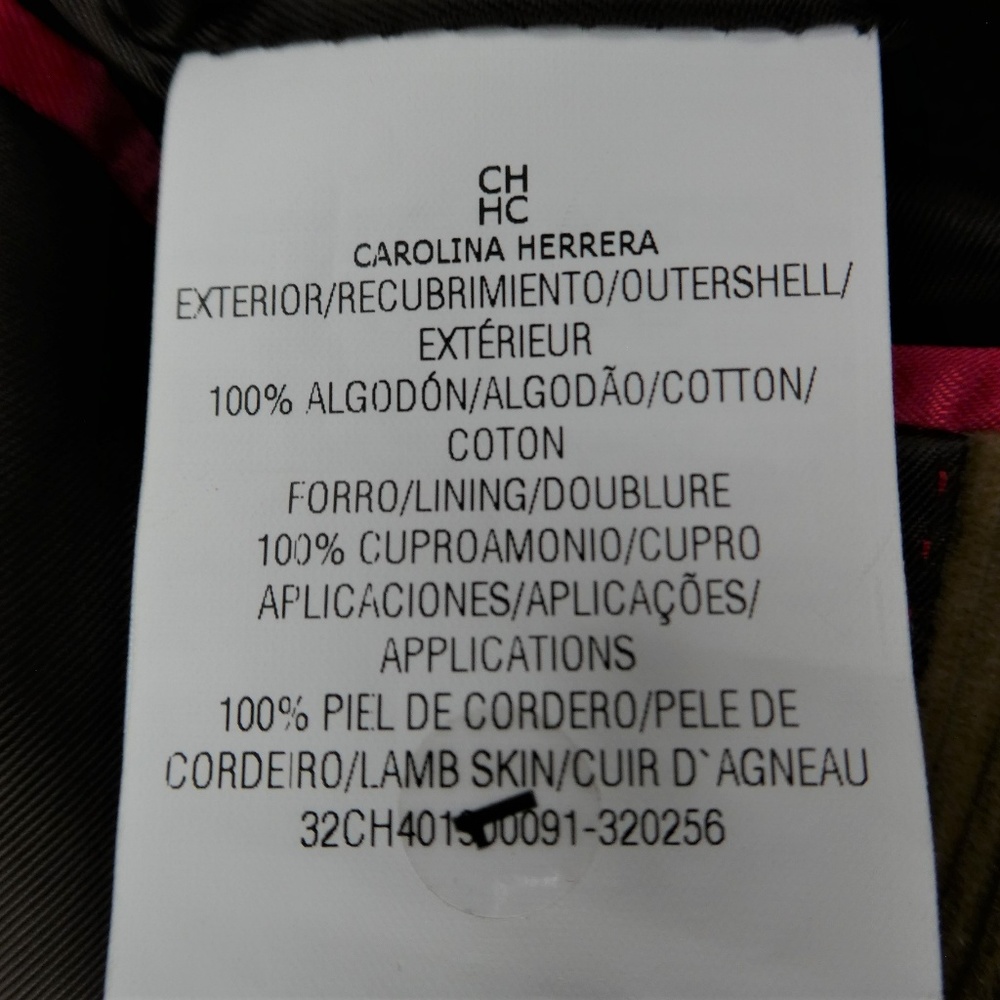 CH
HC
CAROLINA HERRERA
EXTERIOR/RECUBRIMIENTO/OUTERSHELL/
EXTÉRIEUR
100% ALGODÓN/ALGODÃO/COTTON/
COTON
FORRO/LINING/DOUBLURE
100% CUPROAMONIO/CUPRO
APLICACIONES/APLICAÇÕES/
APPLICATIONS
100% PIEL DE CORDERO/PELE DE
CORDEIRO/LAMB SKIN/CUIR D`AGNEAU